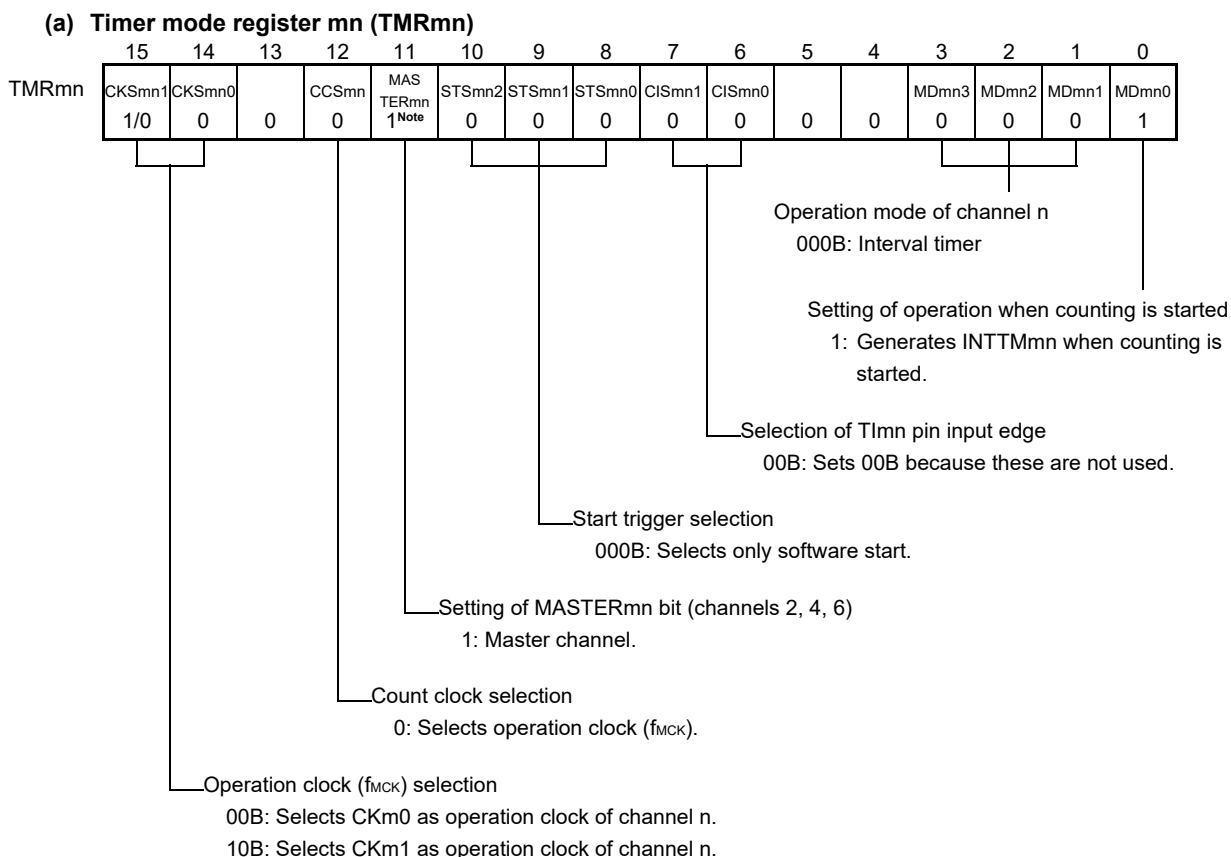 (a) Timer mode register mn (TMRmn)
15 14 13 12 11 10 9 8 7 6 5 4 3 2 1 0
TMRmn CKSmn1 CKSmn0 CCSmn MAS TERmn STSmn2 STSmn1 STSmn0 CISmn1 CISmn0 MDmn3 MDmn2 MDmn1 MDmn0
1/0 0 0 0 1Note 0 0 0 0 0 0 0 0 0 0 1
Operation mode of channel n
000B: Interval timer
Setting of operation when counting is started
1: Generates INTTMmn when counting is
started.
Selection of TImn pin input edge
00B: Sets 00B because these are not used.
Start trigger selection
000B: Selects only software start.
Setting of MASTERmn bit (channels 2, 4, 6)
1: Master channel.
Count clock selection
0: Selects operation clock (fMCK).
Operation clock (fMCK) selection
00B: Selects CKm0 as operation clock of channel n.
10B: Selects CKm1 as operation clock of channel n.